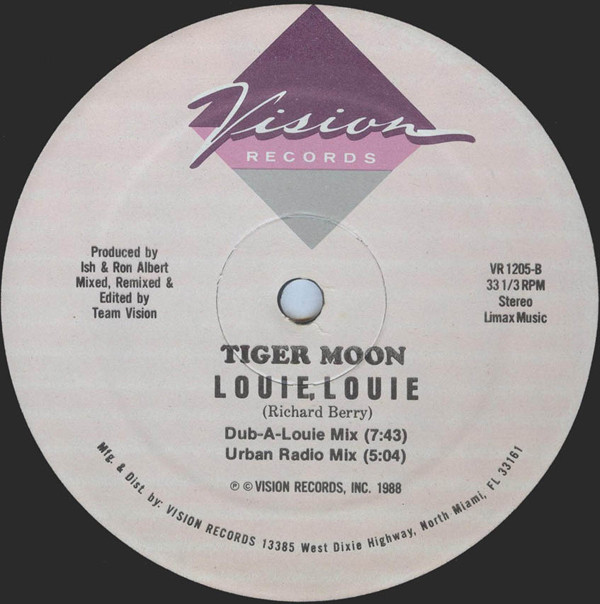 Vision
RECORDS
Produced by
Ish & Ron Albert
Mixed, Remixed &
Edited by
Team Vision
VR 1205-B
33 1/3 RPM
Stereo
Limax Music
TIGER MOON
LOUIE, LOUIE
(Richard Berry)
Dub-A-Louie Mix (7:43)
Urban Radio Mix (5:04)
℗ © VISION RECORDS, INC. 1988
Mfg. & Dist. by: VISION RECORDS 13385 West Dixie Highway, North Miami, FL 33161